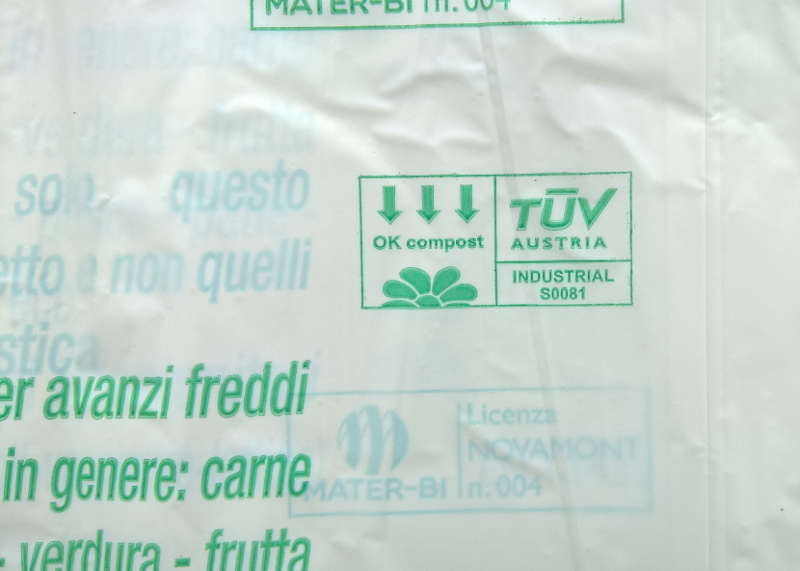 MATER-BI n. 004
questo
OK compost
TÜV
AUSTRIA
INDUSTRIAL
S0081
etto e non quelli
stica
er avanzi freddi
in genere: carne
- verdura - frutta
Licenza
NOVAMONT
MATER-BI n. 004